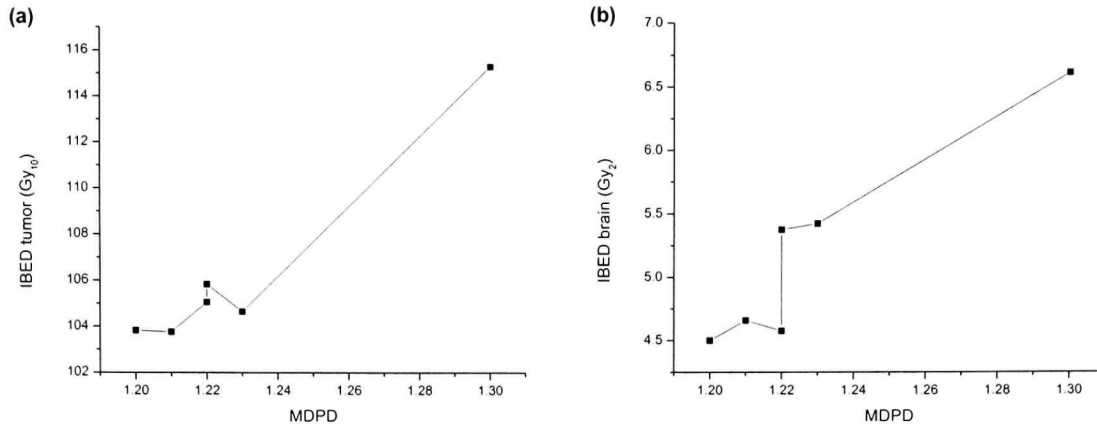 (a)
116
114
112
110
108
106
104
102
IBED tumor (Gy₁₀)
1.20 1.22 1.24 1.26 1.28 1.30
MDPD
(b)
7.0
6.5
6.0
5.5
5.0
4.5
IBED brain (Gy₂)
1.20 1.22 1.24 1.26 1.28 1.30
MDPD